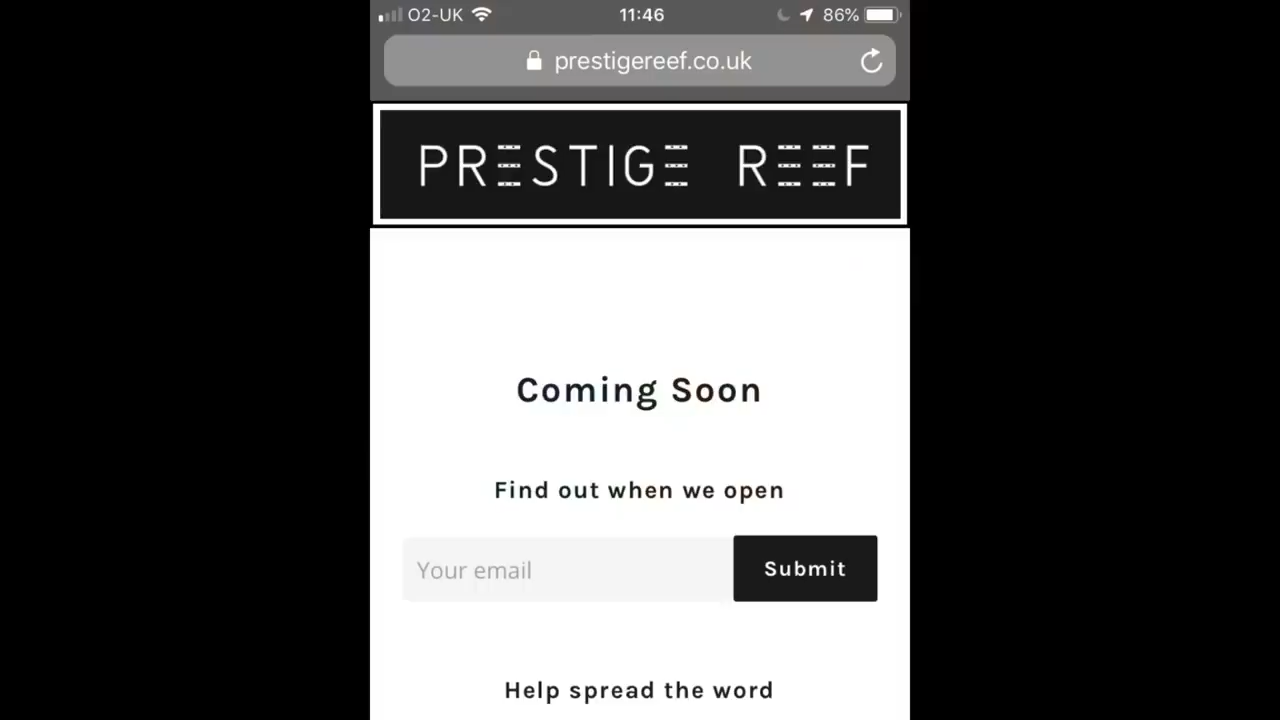 O2-UK 11:46 86%
prestigereef.co.uk
PRESTIGE REEF
Coming Soon
Find out when we open
Your email Submit
Help spread the word